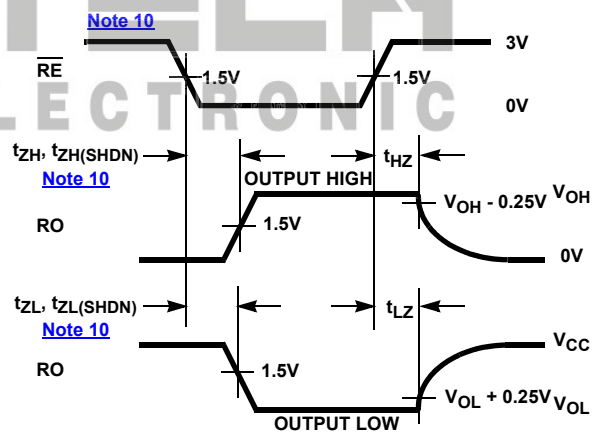 Note 10
3V
RE
1.5V
1.5V
ELECTRONIC
0V
tZH, tZH(SHDN)
tHZ
Note 10
OUTPUT HIGH
VOH - 0.25V VOH
RO
1.5V
0V
tZL, tZL(SHDN)
tLZ
Note 10
VCC
RO
1.5V
VOL + 0.25V VOL
OUTPUT LOW